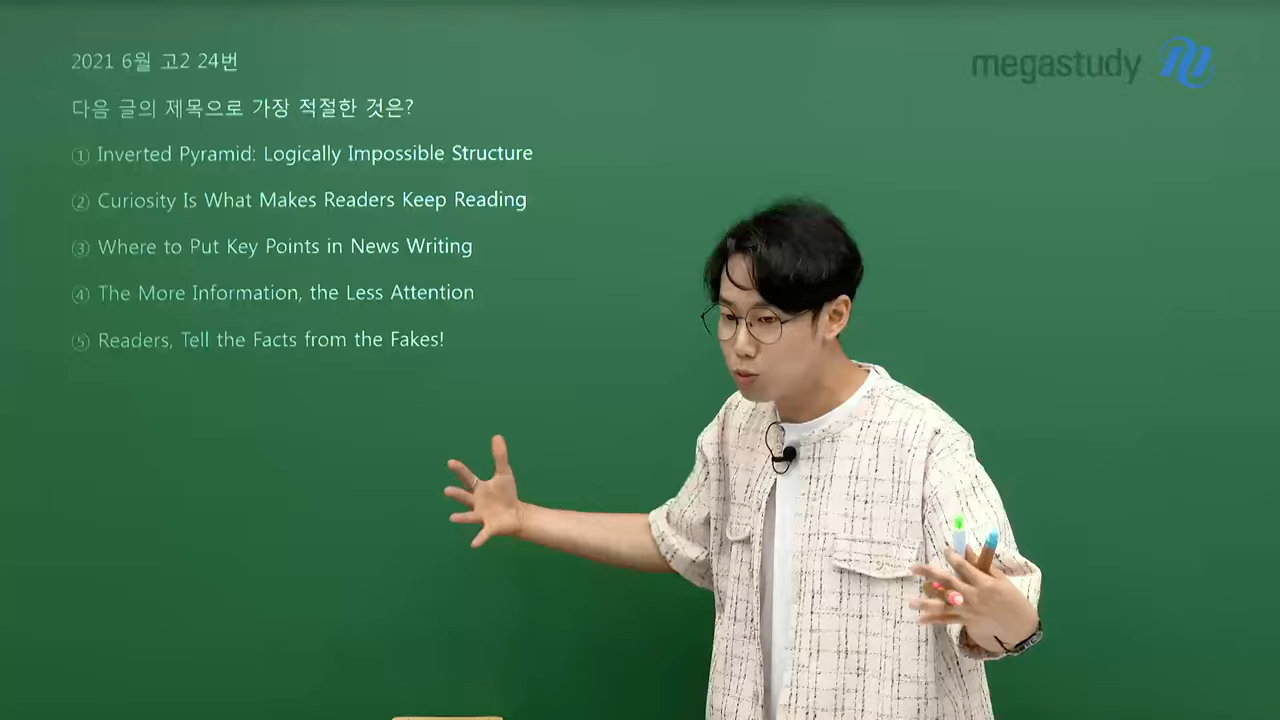 2021 6월 고2 24번
megastudy
다음 글의 제목으로 가장 적절한 것은?
① Inverted Pyramid: Logically Impossible Structure
② Curiosity Is What Makes Readers Keep Reading
③ Where to Put Key Points in News Writing
④ The More Information, the Less Attention
⑤ Readers, Tell the Facts from the Fakes!